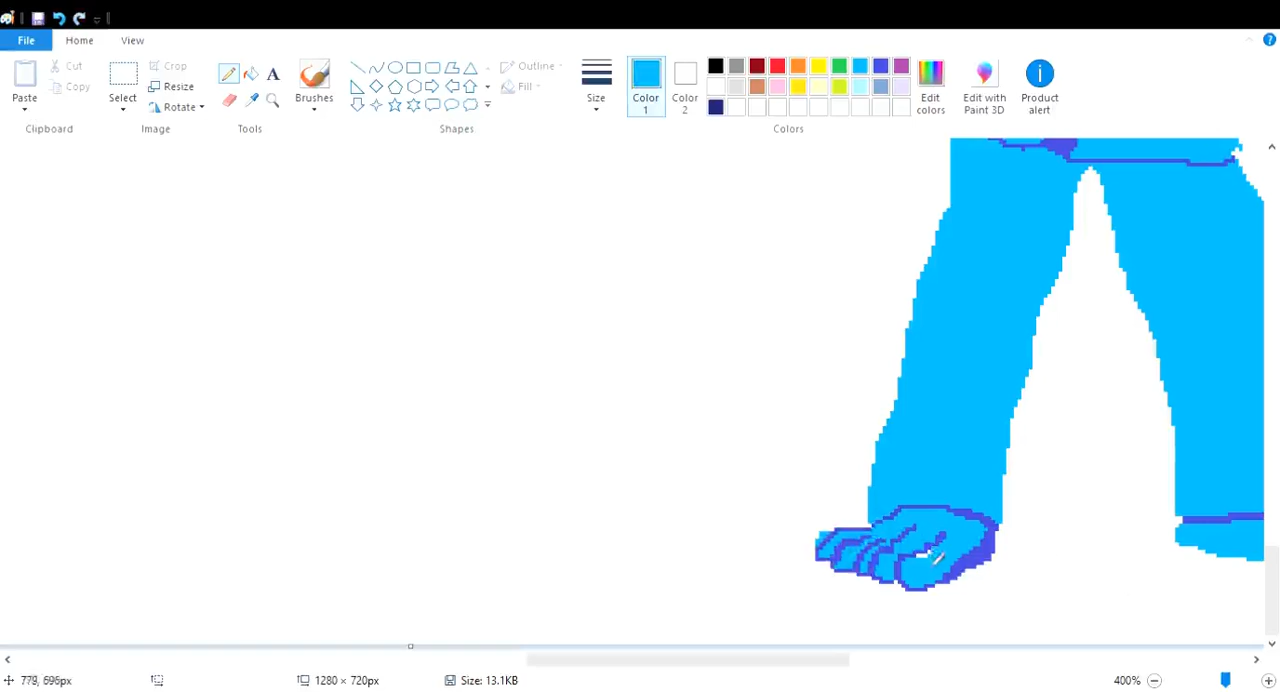 File Home View
Paste Cut Copy
Clipboard
Select Crop Resize Rotate
Image
A
Tools
Brushes
Outline Fill
Shapes
Size
Color 1
Color 2
Edit colors
Colors
Edit with Paint 3D
Product alert
779, 696px
1280 × 720px
Size: 13.1KB
400%